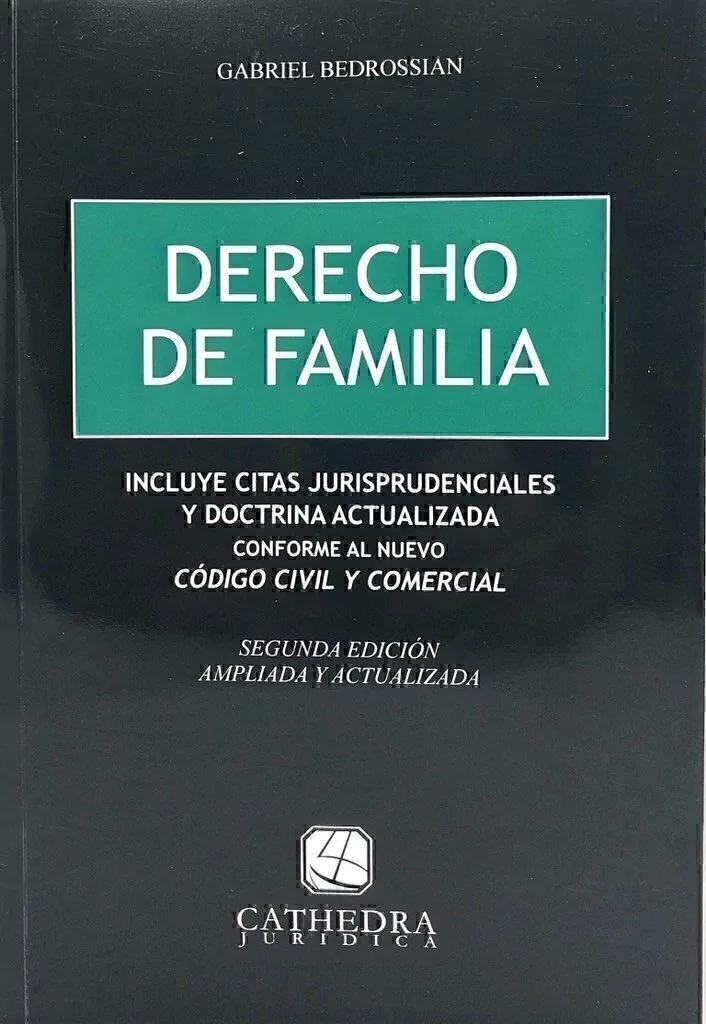 GABRIEL BEDROSSIAN
DERECHO
DE FAMILIA
INCLUYE CITAS JURISPRUDENCIALES
Y DOCTRINA ACTUALIZADA
CONFORME AL NUEVO
CÓDIGO CIVIL Y COMERCIAL
SEGUNDA EDICIÓN
AMPLIADA Y ACTUALIZADA
CATHEDRA
JURIDICA